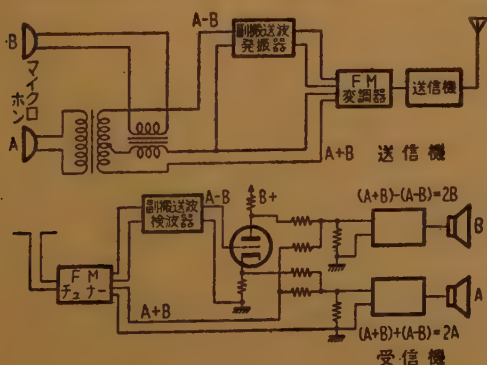 B
マイクロホン
A
A-B
副搬送波
発振器
FM
変調器
送信機
A+B
送信機
FM
チュナー
副搬送波
検波器
A-B
A+B
B+
(A+B)-(A-B)=2B
B
A
(A+B)+(A-B)=2A
受信機